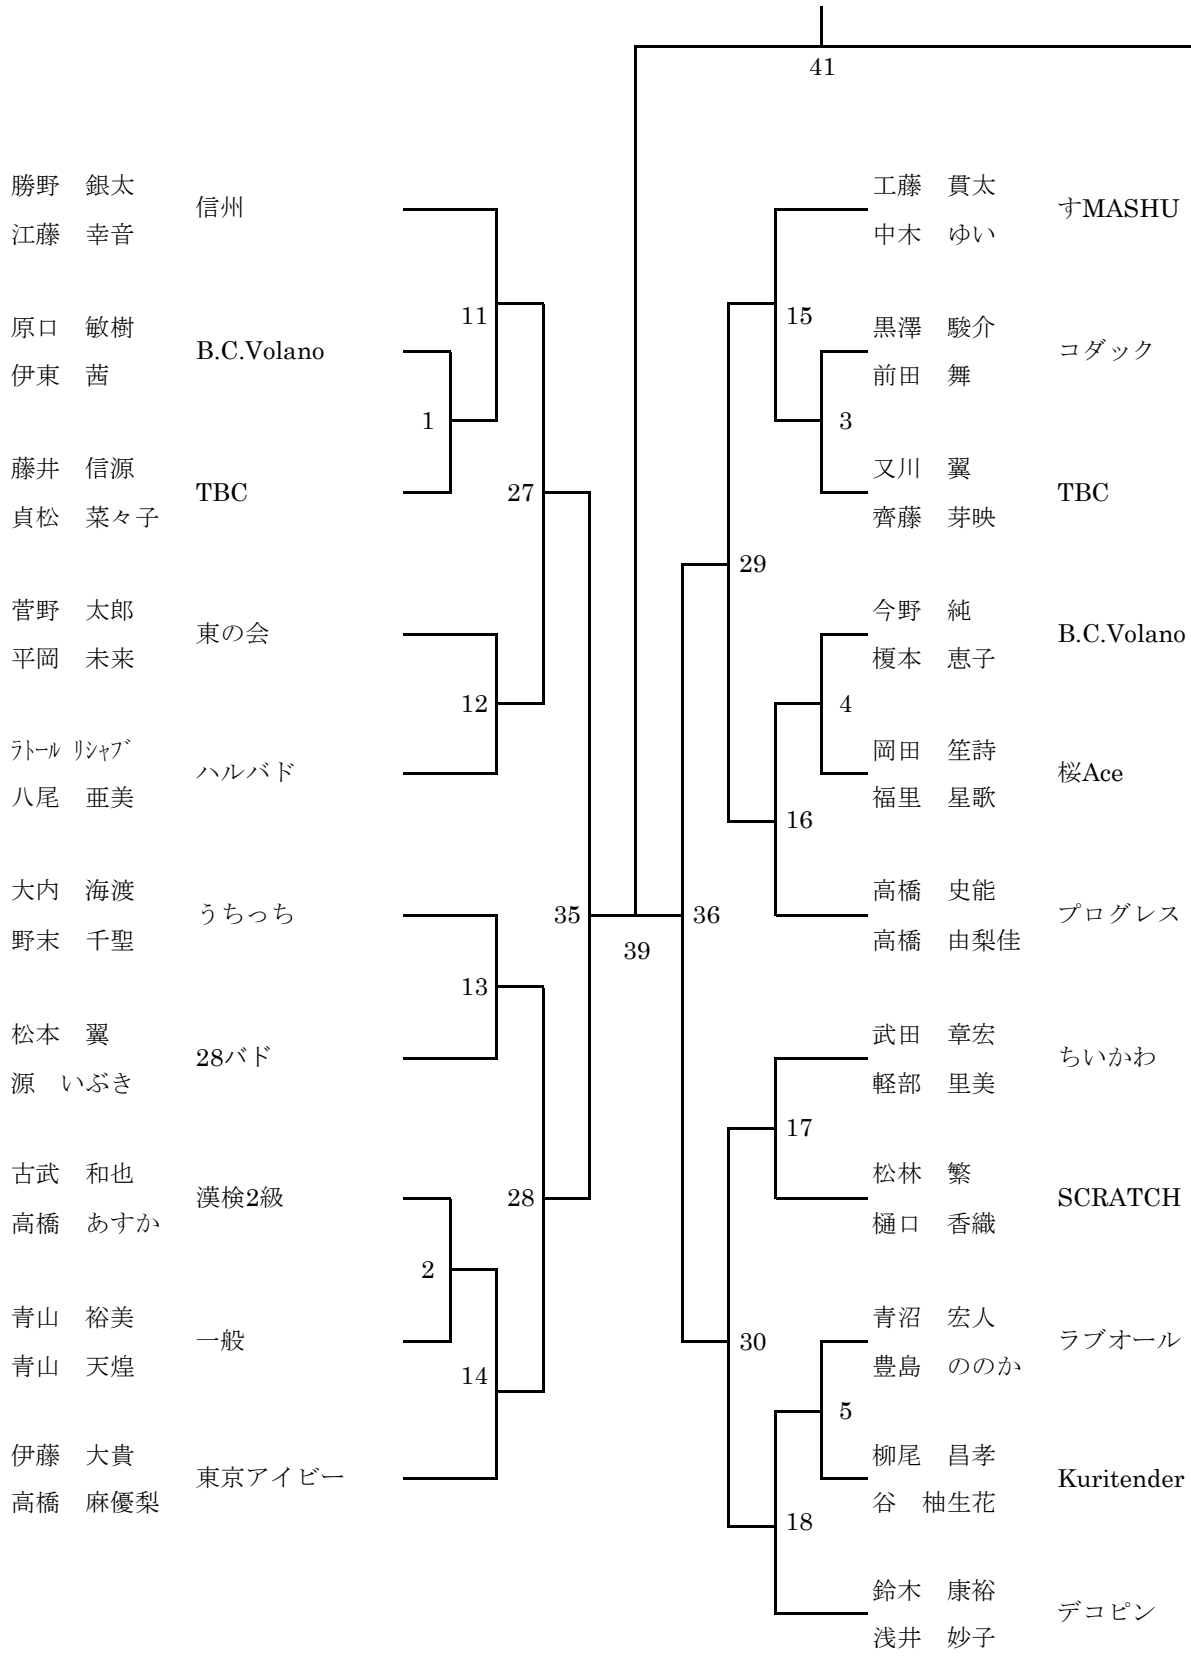 41
勝野　銀太
信州
江藤　幸音
11
原口　敏樹
B.C.Volano
伊東　茜
1
藤井　信源
TBC
貞松　菜々子
27
菅野　太郎
東の会
平岡　未来
12
ﾗﾄｰﾙ ﾘｼｬﾌﾞ
ハルバド
八尾　亜美
大内　海渡
うちっち
野末　千聖
35
39
13
松本　翼
28バド
源　いぶき
古武　和也
漢検2級
高橋　あすか
28
2
青山　裕美
一般
青山　天煌
14
伊藤　大貴
東京アイビー
高橋　麻優梨
工藤　貫太
すMASHU
中木　ゆい
15
黒澤　駿介
コダック
前田　舞
3
又川　翼
TBC
齊藤　芽映
29
今野　純
B.C.Volano
榎本　恵子
4
岡田　笙詩
桜Ace
福里　星歌
16
高橋　史能
プログレス
高橋　由梨佳
36
武田　章宏
ちいかわ
軽部　里美
17
松林　繁
SCRATCH
樋口　香織
青沼　宏人
ラブオール
豊島　ののか
30
5
柳尾　昌孝
Kuritender
谷　柚生花
18
鈴木　康裕
デコピン
浅井　妙子